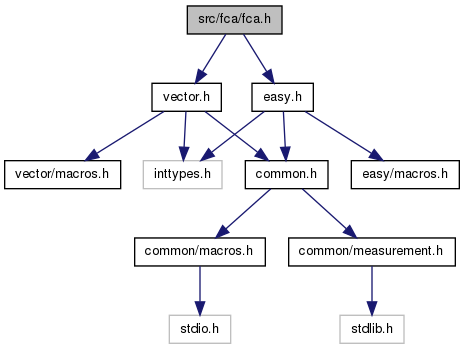 src/fca/fca.h
vector.h
easy.h
vector/macros.h
inttypes.h
common.h
easy/macros.h
common/macros.h
common/measurement.h
stdio.h
stdlib.h